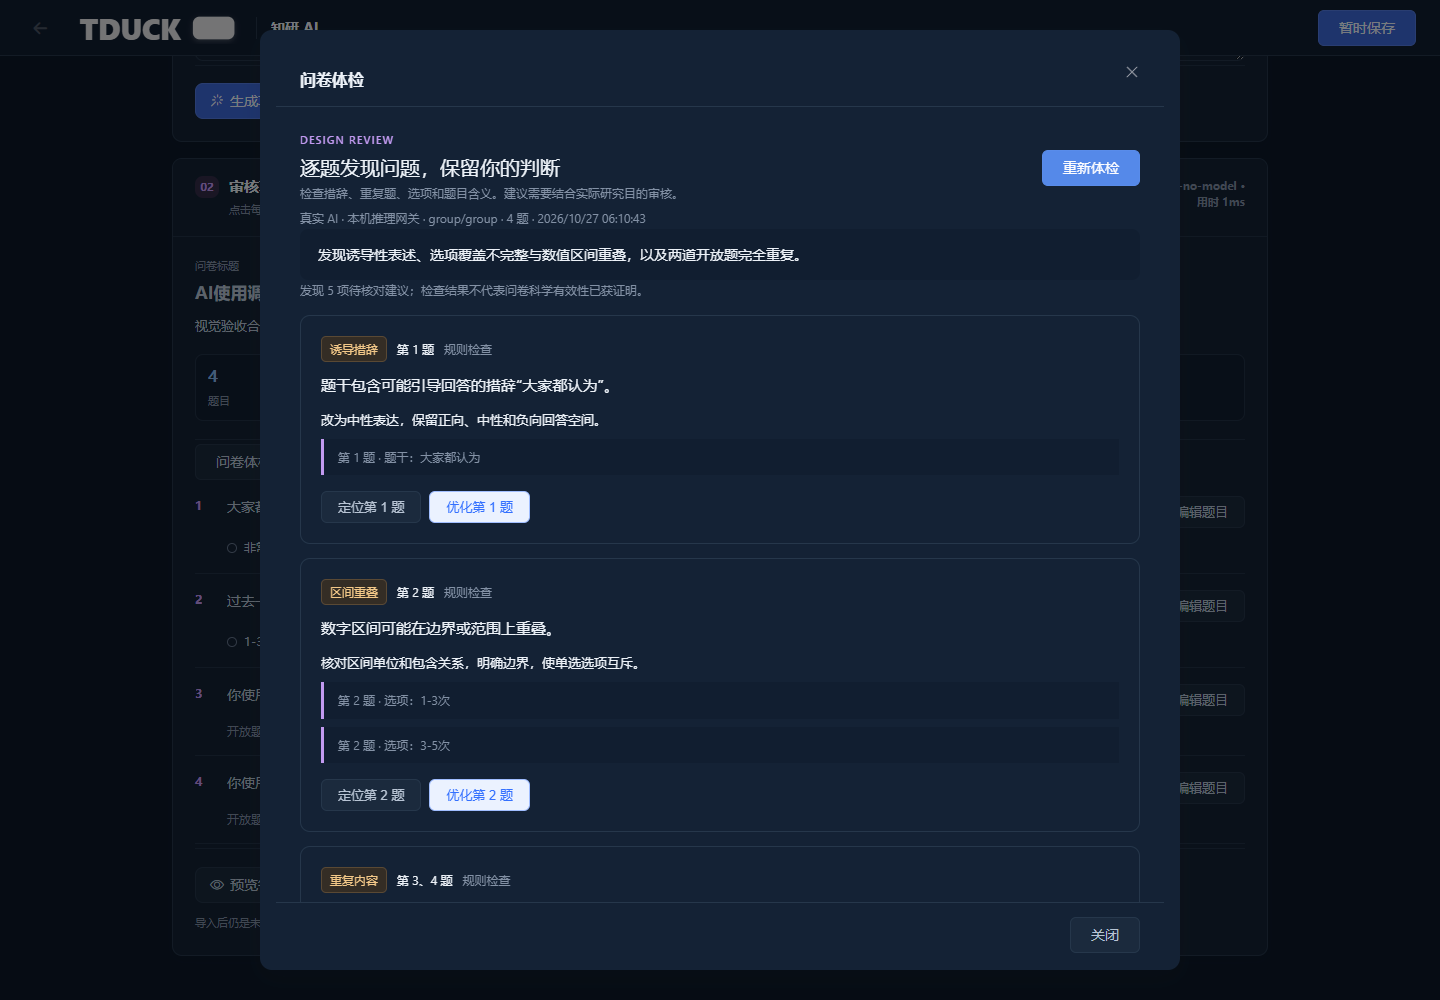 TDUCK
知研 AI
暂时保存
生成
问卷体检
DESIGN REVIEW
逐题发现问题，保留你的判断
重新体检
检查措辞、重复题、选项和题目含义。建议需要结合实际研究目的审核。
真实 AI · 本机推理网关 · group/group · 4 题 · 2026/10/27 06:10:43
发现诱导性表述、选项覆盖不完整与数值区间重叠，以及两道开放题完全重复。
发现 5 项待核对建议；检查结果不代表问卷科学有效性已获证明。
诱导措辞 第 1 题 规则检查
题干包含可能引导回答的措辞“大家都认为”。
改为中性表达，保留正向、中性和负向回答空间。
第 1 题 · 题干：大家都认为
定位第 1 题
优化第 1 题
区间重叠 第 2 题 规则检查
数字区间可能在边界或范围上重叠。
核对区间单位和包含关系，明确边界，使单选选项互斥。
第 2 题 · 选项：1-3次
第 2 题 · 选项：3-5次
定位第 2 题
优化第 2 题
重复内容 第 3、4 题 规则检查
关闭
02 审核
点击每
-no-model •
用时 1ms
问卷标题
AI使用调
视觉验收合
4
题目
问卷体
1 大家
编辑题目
非
2 过去一
编辑题目
1-3
3 你使
编辑题目
开放题
4 你使
编辑题目
开放题
预览
导入后仍是未